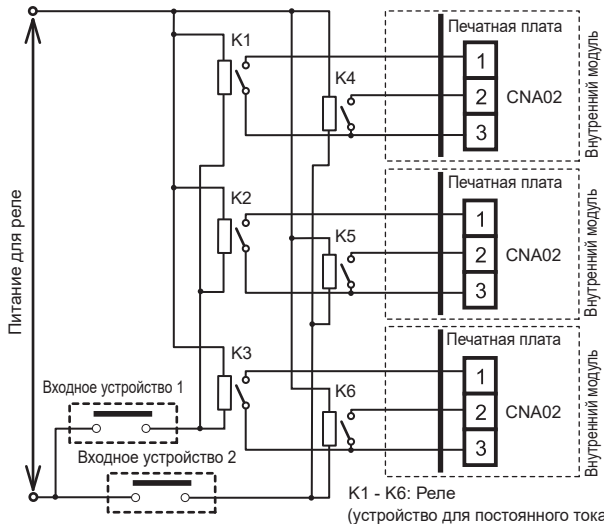 Питание для реле
K1
K4
Печатная плата
1
2
3
CNA02
Внутренний модуль
K2
K5
Печатная плата
1
2
3
CNA02
Внутренний модуль
K3
K6
Печатная плата
1
2
3
CNA02
Внутренний модуль
Входное устройство 1
Входное устройство 2
K1 - K6: Реле
(устройство для постоянного тока